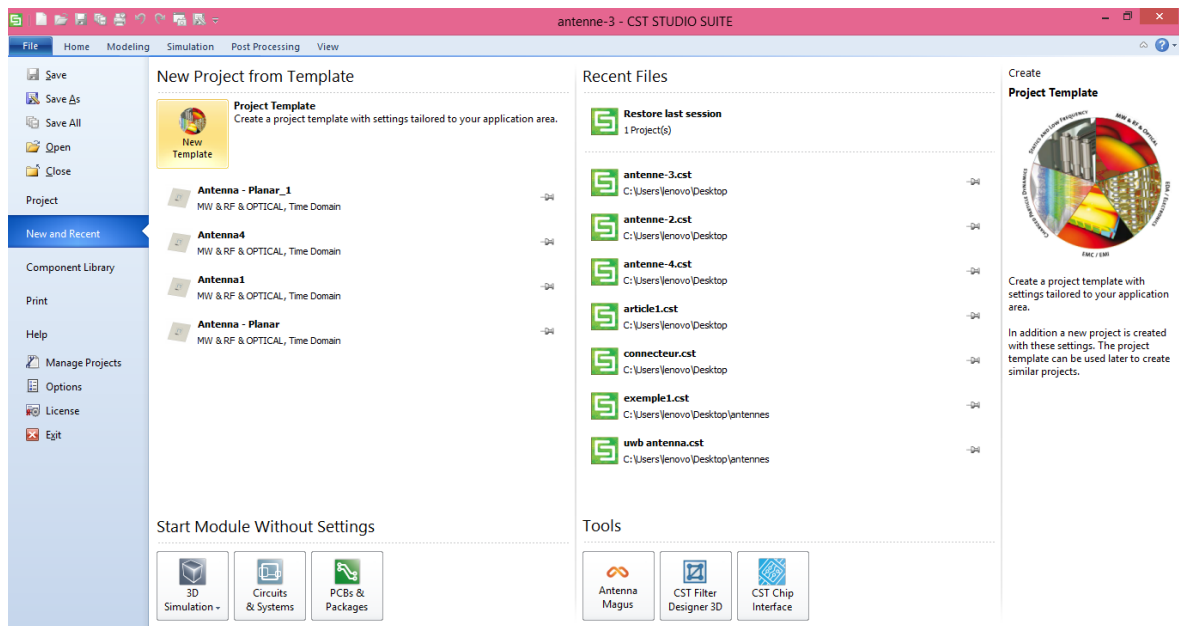 antenne-3 - CST STUDIO SUITE
File Home Modeling Simulation Post Processing View
Save
Save As
Save All
Open
Close
Project
New and Recent
Component Library
Print
Help
Manage Projects
Options
License
Exit
New Project from Template
New
Template
Project Template
Create a project template with settings tailored to your application area.
Antenna - Planar_1
MW & RF & OPTICAL, Time Domain
Antenna4
MW & RF & OPTICAL, Time Domain
Antenna1
MW & RF & OPTICAL, Time Domain
Antenna - Planar
MW & RF & OPTICAL, Time Domain
Start Module Without Settings
3D
Simulation
Circuits
& Systems
PCBs &
Packages
Recent Files
Restore last session
1 Project(s)
antenne-3.cst
C:\Users\lenovo\Desktop
antenne-2.cst
C:\Users\lenovo\Desktop
antenne-4.cst
C:\Users\lenovo\Desktop
article1.cst
C:\Users\lenovo\Desktop
connecteur.cst
C:\Users\lenovo\Desktop
exemple1.cst
C:\Users\lenovo\Desktop\antennes
uwb antenna.cst
C:\Users\lenovo\Desktop\antennes
Tools
Antenna
Magus
CST Filter
Designer 3D
CST Chip
Interface
Create
Project Template
STATICS AND LOW FREQUENCY
MW & RF & OPTICAL
EDA / ELECTRONICS
EMC / EMI
CHARGED PARTICLE DYNAMICS
Create a project template with
settings tailored to your application
area.
In addition a new project is created
with these settings. The project
template can be used later to create
similar projects.